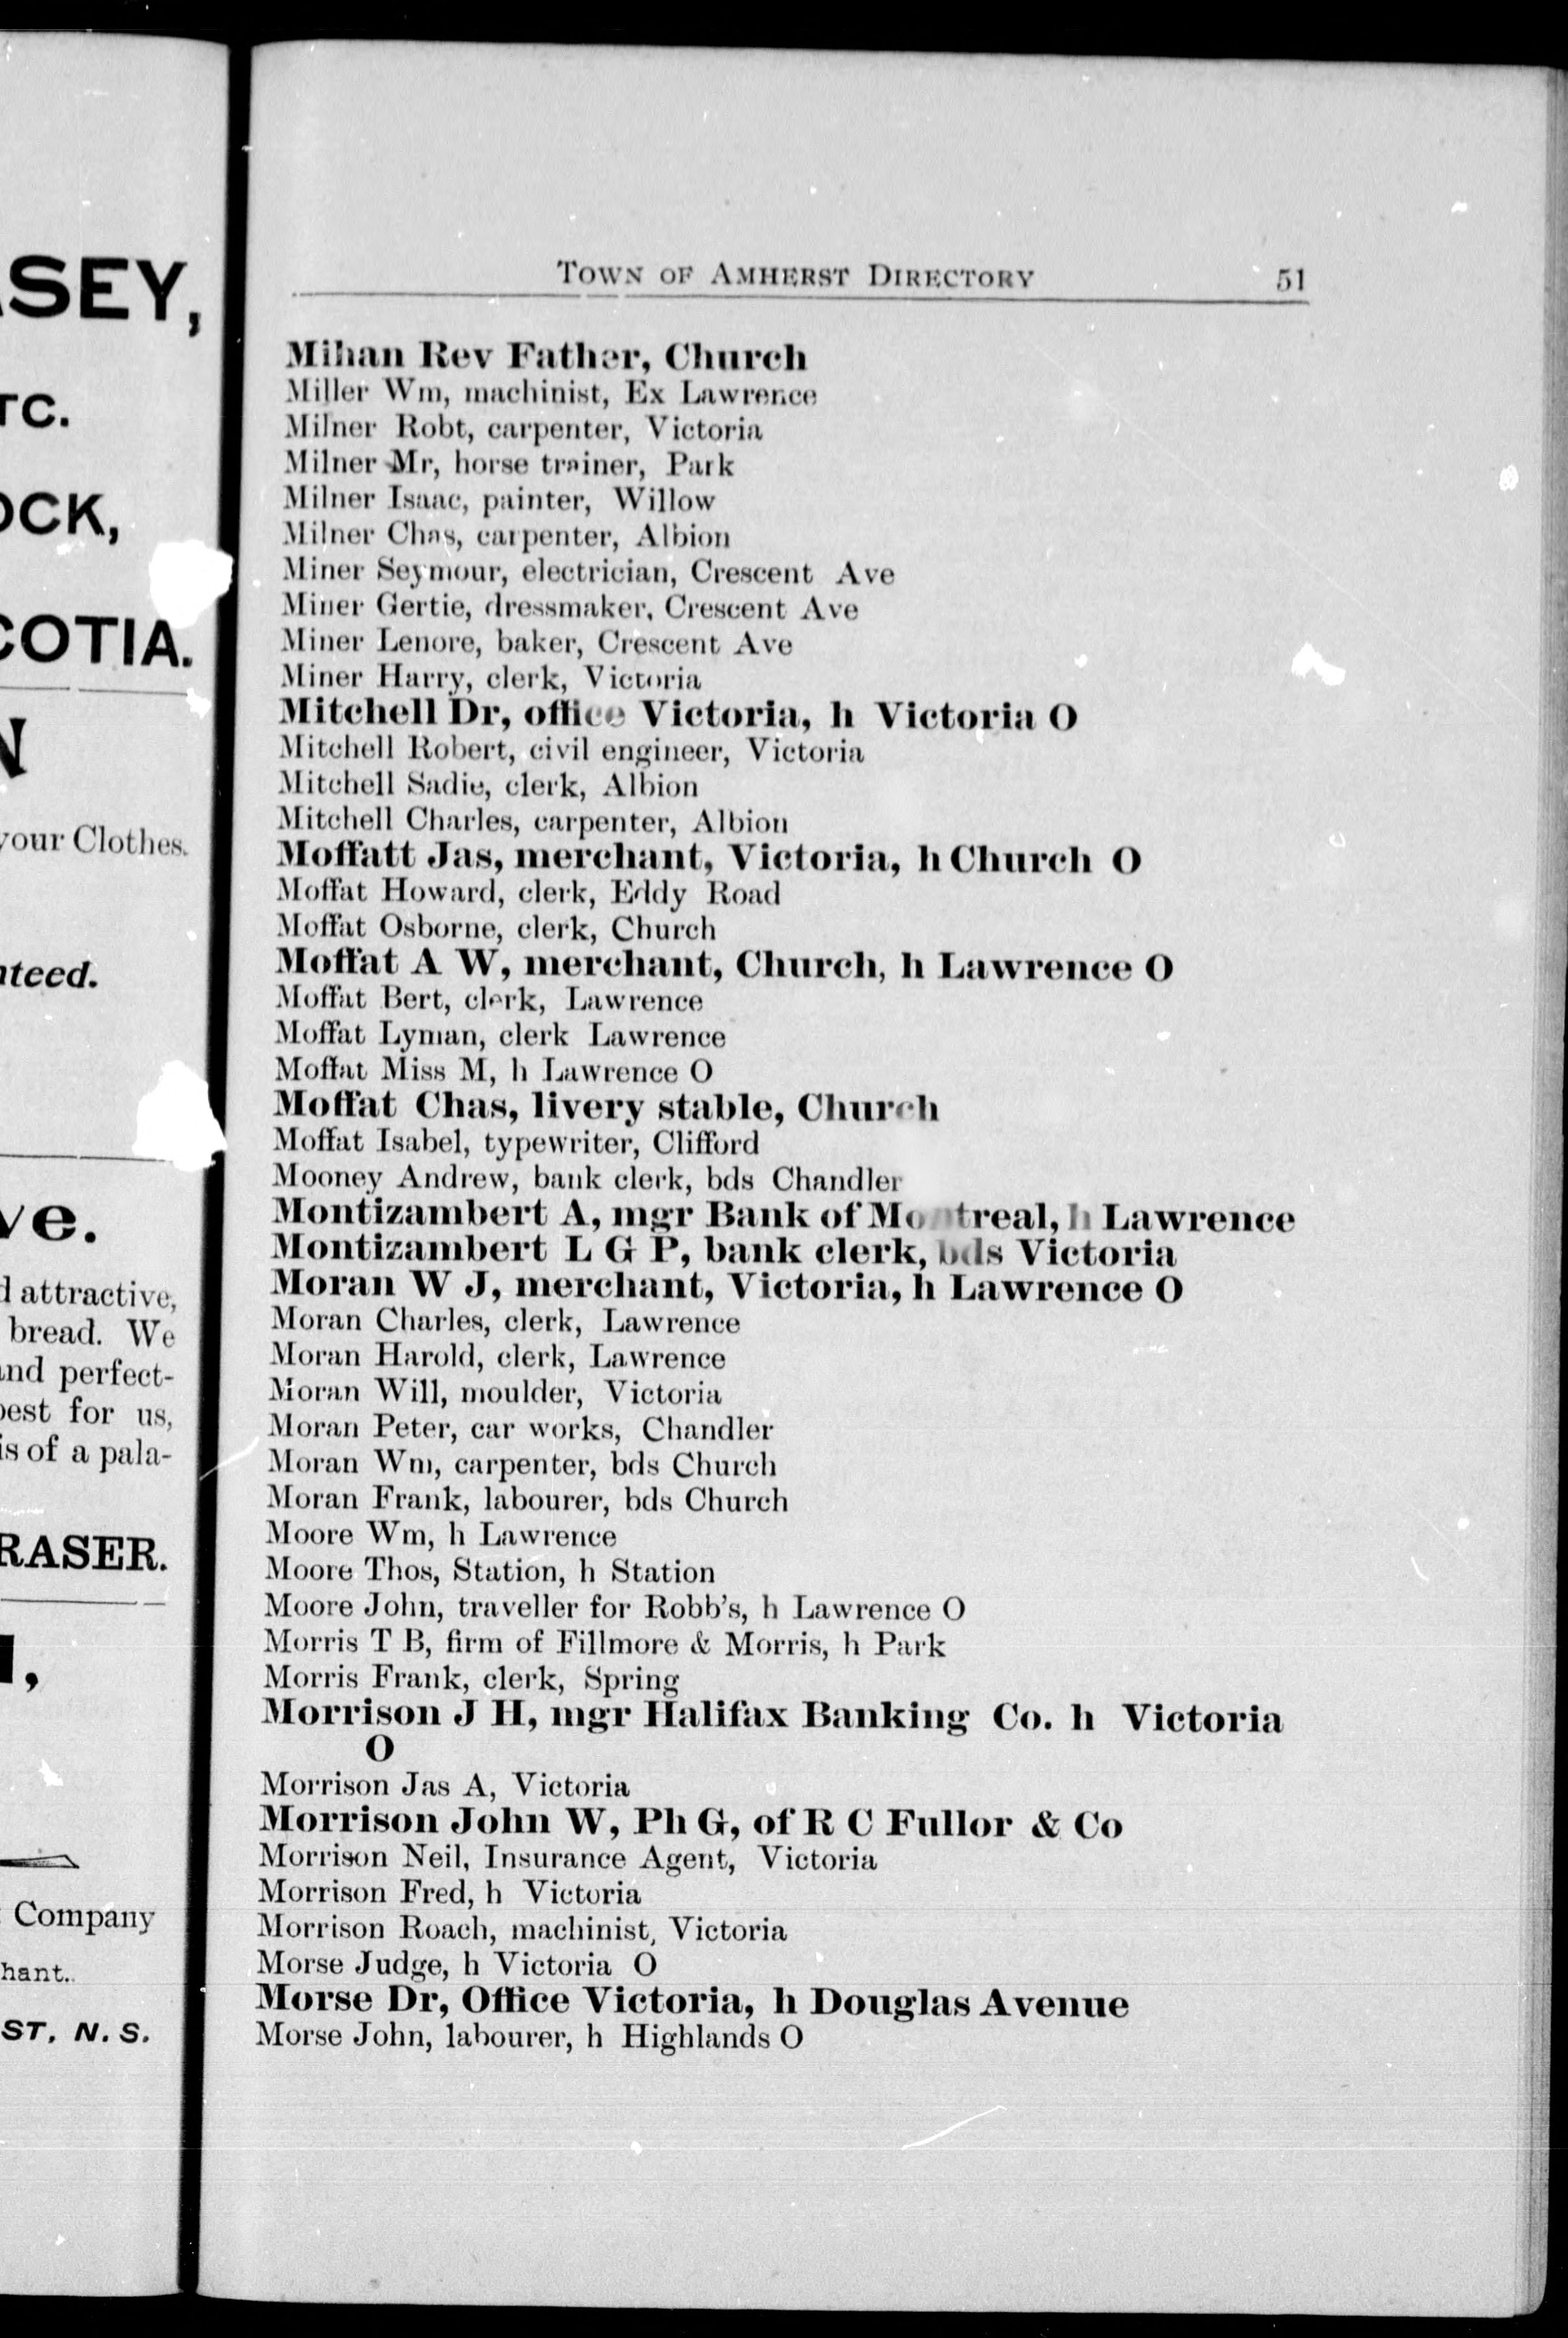 SEY,
TC.
OCK,
COTIA.
N
your Clothes.
nteed.
ve.
d attractive,
bread. We
and perfect-
best for us,
is of a pala-
RASER.
Company
hant.
ST, N. S.
TOWN OF AMHERST DIRECTORY 51
Mihan Rev Father, Church
Miller Wm, machinist, Ex Lawrence
Milner Robt, carpenter, Victoria
Milner Mr, horse trainer, Park
Milner Isaac, painter, Willow
Milner Chas, carpenter, Albion
Miner Seymour, electrician, Crescent Ave
Miner Gertie, dressmaker, Crescent Ave
Miner Lenore, baker, Crescent Ave
Miner Harry, clerk, Victoria
Mitchell Dr, office Victoria, h Victoria O
Mitchell Robert, civil engineer, Victoria
Mitchell Sadie, clerk, Albion
Mitchell Charles, carpenter, Albion
Moffatt Jas, merchant, Victoria, h Church O
Moffat Howard, clerk, Eddy Road
Moffat Osborne, clerk, Church
Moffat A W, merchant, Church, h Lawrence O
Moffat Bert, clerk, Lawrence
Moffat Lyman, clerk Lawrence
Moffat Miss M, h Lawrence O
Moffat Chas, livery stable, Church
Moffat Isabel, typewriter, Clifford
Mooney Andrew, bank clerk, bds Chandler
Montizambert A, mgr Bank of Montreal, h Lawrence
Montizambert L G P, bank clerk, bds Victoria
Moran W J, merchant, Victoria, h Lawrence O
Moran Charles, clerk, Lawrence
Moran Harold, clerk, Lawrence
Moran Will, moulder, Victoria
Moran Peter, car works, Chandler
Moran Wm, carpenter, bds Church
Moran Frank, labourer, bds Church
Moore Wm, h Lawrence
Moore Thos, Station, h Station
Moore John, traveller for Robb's, h Lawrence O
Morris T B, firm of Fillmore & Morris, h Park
Morris Frank, clerk, Spring
Morrison J H, mgr Halifax Banking Co. h Victoria
O
Morrison Jas A, Victoria
Morrison John W, Ph G, of R C Fullor & Co
Morrison Neil, Insurance Agent, Victoria
Morrison Fred, h Victoria
Morrison Roach, machinist, Victoria
Morse Judge, h Victoria O
Morse Dr, Office Victoria, h Douglas Avenue
Morse John, labourer, h Highlands O